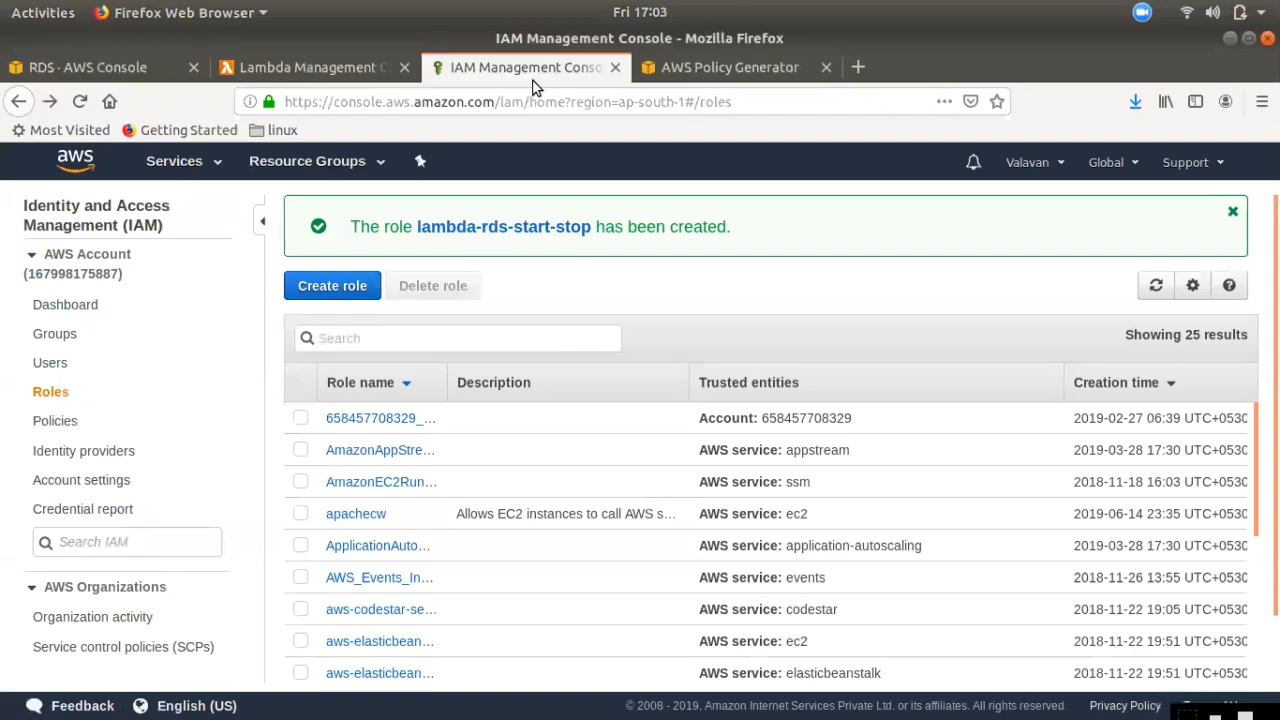 Activities Firefox Web Browser Fri 17:03
IAM Management Console - Mozilla Firefox
RDS · AWS Console Lambda Management C IAM Management Conso AWS Policy Generator
https://console.aws.amazon.com/iam/home?region=ap-south-1#/roles
Most Visited Getting Started linux
aws Services Resource Groups Valavan Global Support
Identity and Access
Management (IAM)
AWS Account
(167998175887)
Dashboard
Groups
Users
Roles
Policies
Identity providers
Account settings
Credential report
Search IAM
AWS Organizations
Organization activity
Service control policies (SCPs)
The role lambda-rds-start-stop has been created.
Create role Delete role
Search Showing 25 results
Role name Description Trusted entities Creation time
658457708329_... Account: 658457708329 2019-02-27 06:39 UTC+0530
AmazonAppStre... AWS service: appstream 2019-03-28 17:30 UTC+0530
AmazonEC2Run... AWS service: ssm 2018-11-18 16:03 UTC+0530
apachecw Allows EC2 instances to call AWS s... AWS service: ec2 2019-06-14 23:35 UTC+0530
ApplicationAuto... AWS service: application-autoscaling 2019-03-28 17:30 UTC+0530
AWS_Events_In... AWS service: events 2018-11-26 13:55 UTC+0530
aws-codestar-se... AWS service: codestar 2018-11-22 19:05 UTC+0530
aws-elasticbean... AWS service: ec2 2018-11-22 19:51 UTC+0530
aws-elasticbean... AWS service: elasticbeanstalk 2018-11-22 19:51 UTC+0530
Feedback English (US) © 2008 - 2019, Amazon Internet Services Private Ltd. or its affiliates. All rights reserved. Privacy Policy